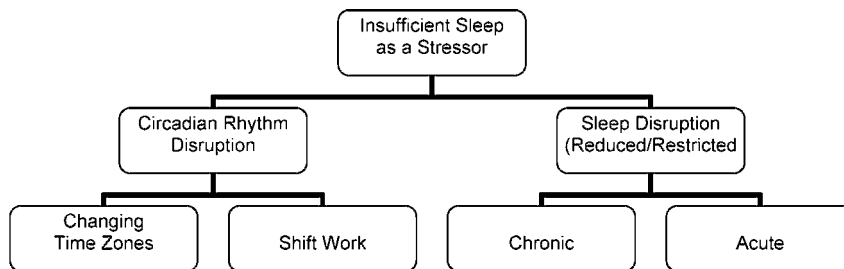 Insufficient Sleep
as a Stressor
Circadian Rhythm
Disruption
Sleep Disruption
(Reduced/Restricted
Changing
Time Zones
Shift Work
Chronic
Acute